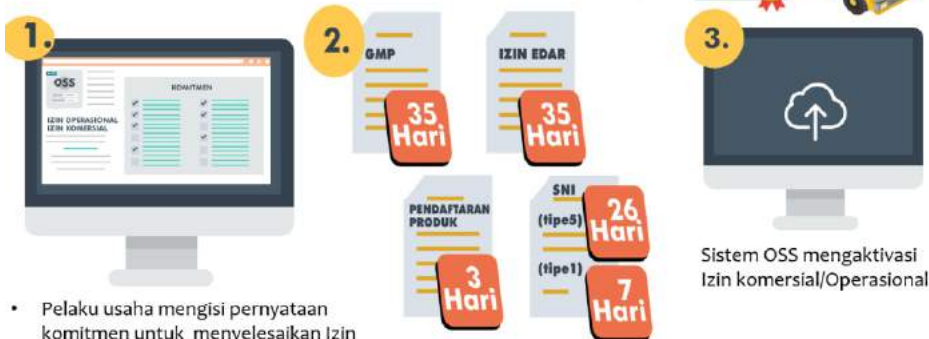 1.
OSS
IZIN OPERASIONAL
IZIN KOMERSIAL
KOMITMEN
• Pelaku usaha mengisi pernyataan
komitmen untuk menyelesaikan Izin
2.
GMP
35
Hari
IZIN EDAR
35
Hari
PENDAFTARAN
PRODUK
3
Hari
SNI
(tipe5)
26
Hari
(tipe1)
7
Hari
3.
Sistem OSS mengaktivasi
Izin komersial/Operasional